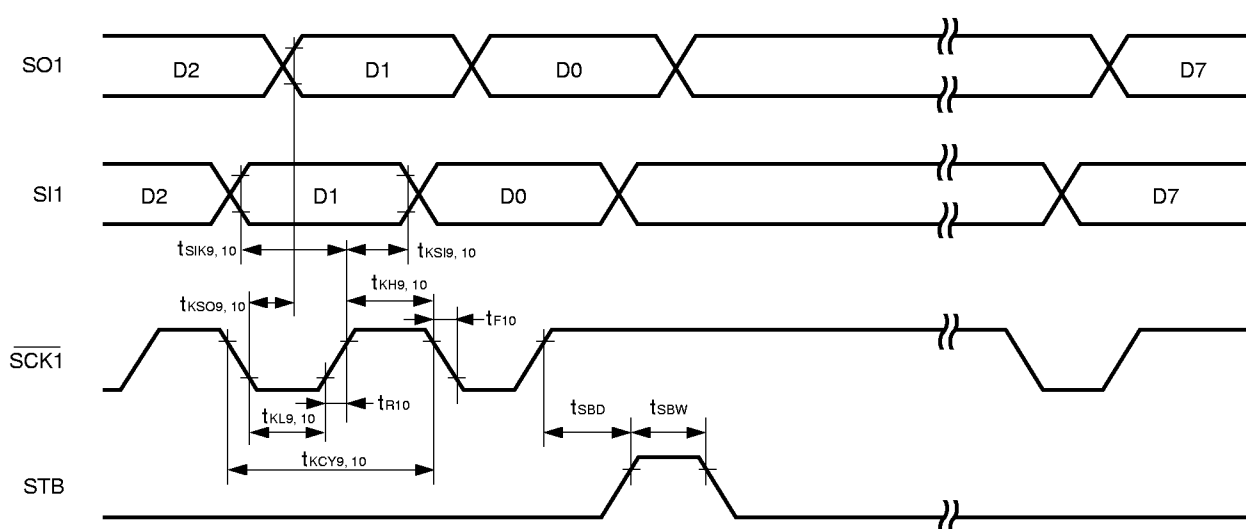 SO1 D2 D1 D0 D7
SI1 D2 D1 D0 D7
tSIK9, 10 tKSI9, 10
tKSO9, 10 tKH9, 10 tF10
SCK1
tKL9, 10 tR10 tSBD tSBW
tKCY9, 10
STB